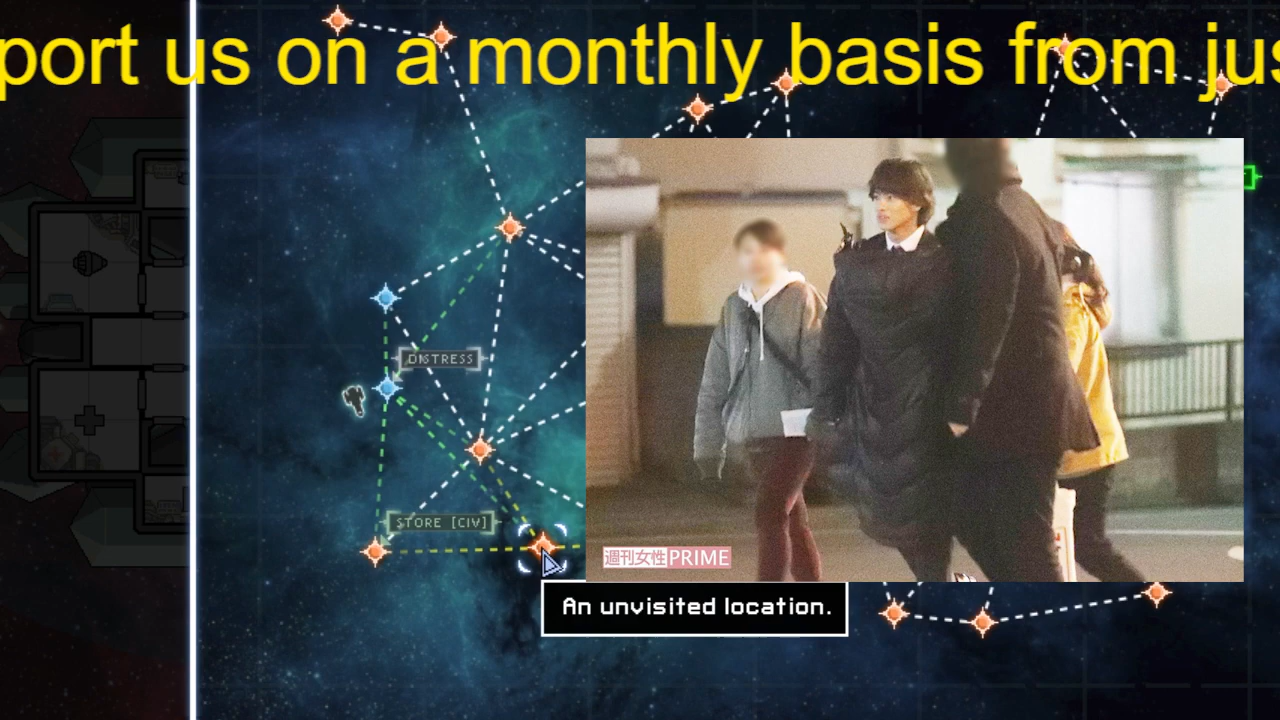 port us on a monthly basis from jus
DISTRESS
STORE [CIV]
週刊女性PRIME
An unvisited location.